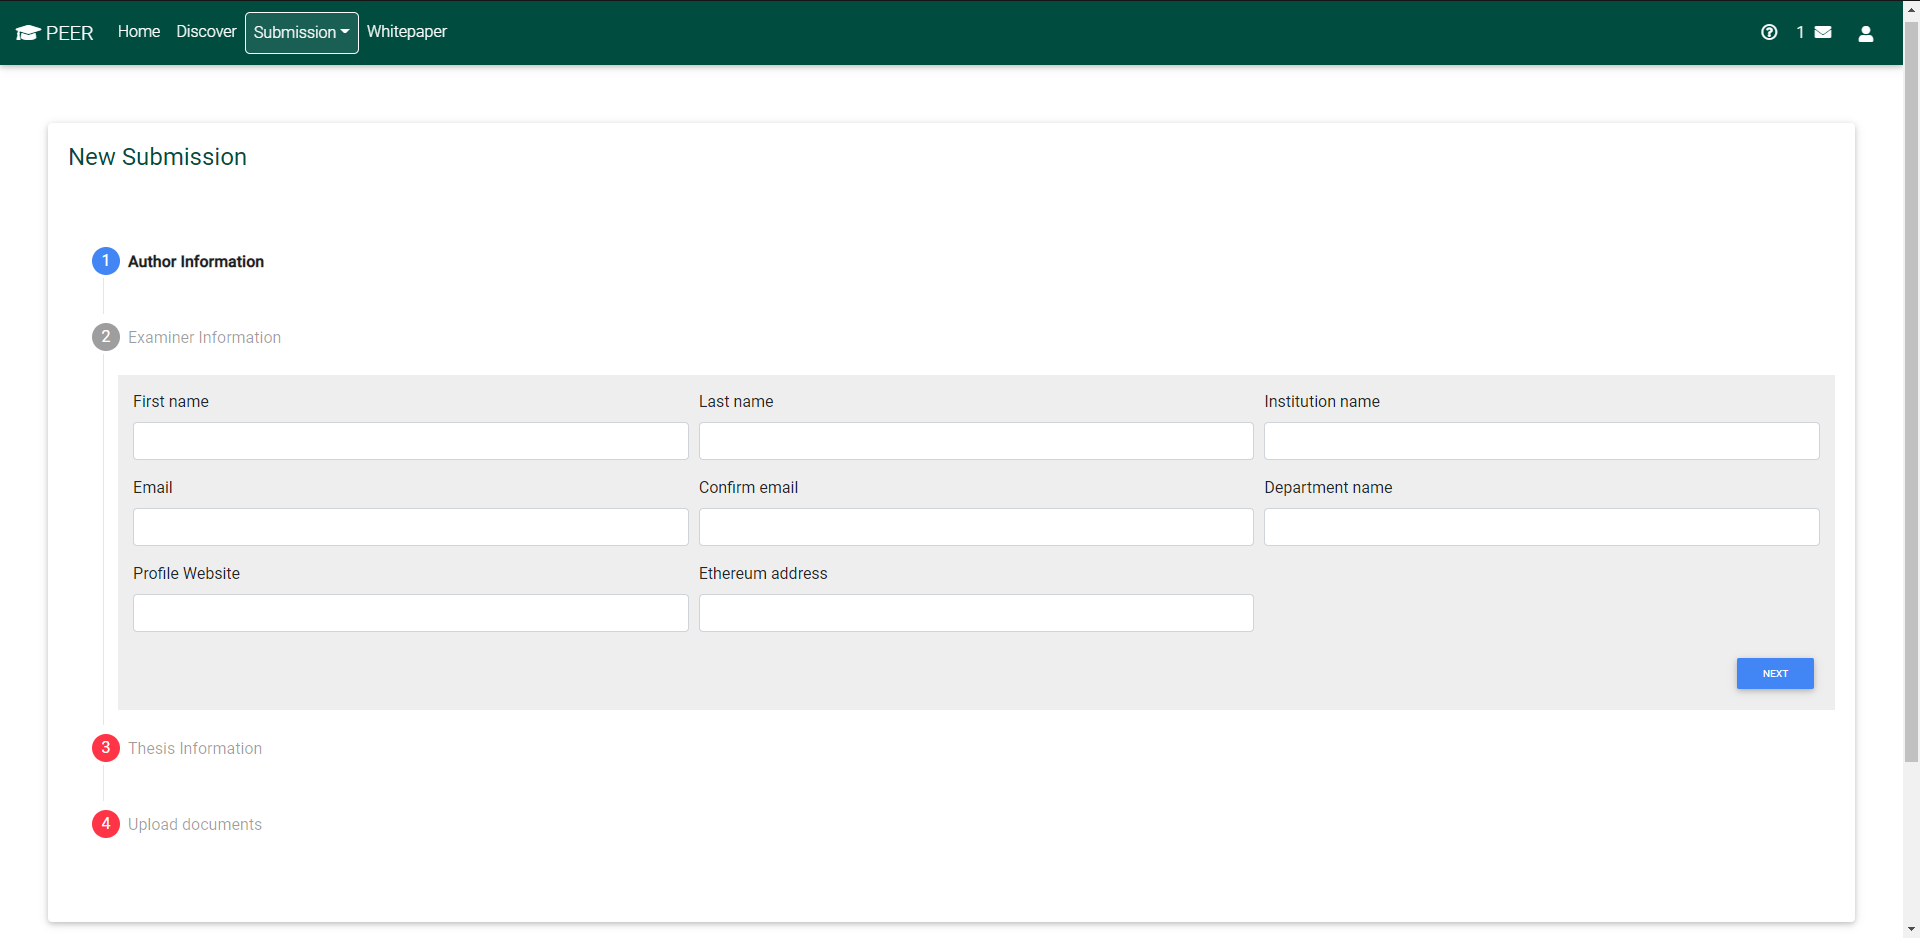 PEER Home Discover Submission Whitepaper 1
New Submission
1 Author Information
2 Examiner Information
First name Last name Institution name
Email Confirm email Department name
Profile Website Ethereum address
NEXT
3 Thesis Information
4 Upload documents